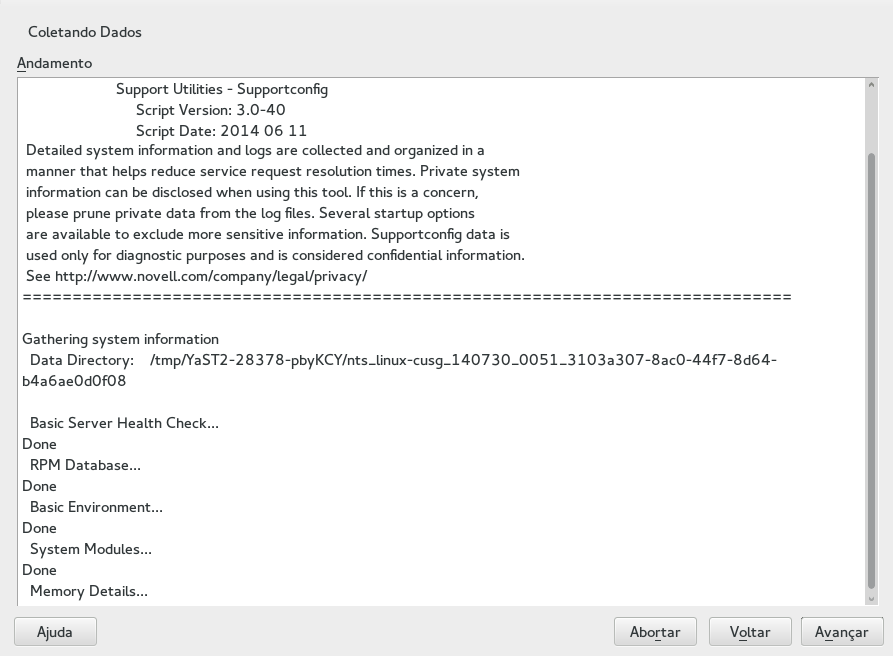 Coletando Dados
Andamento
Support Utilities - Supportconfig
Script Version: 3.0-40
Script Date: 2014 06 11
Detailed system information and logs are collected and organized in a
manner that helps reduce service request resolution times. Private system
information can be disclosed when using this tool. If this is a concern,
please prune private data from the log files. Several startup options
are available to exclude more sensitive information. Supportconfig data is
used only for diagnostic purposes and is considered confidential information.
See http://www.novell.com/company/legal/privacy/
=============================================================================
Gathering system information
Data Directory: /tmp/YaST2-28378-pbyKCY/nts_linux-cusg_140730_0051_3103a307-8ac0-44f7-8d64-
b4a6ae0d0f08
Basic Server Health Check...
Done
RPM Database...
Done
Basic Environment...
Done
System Modules...
Done
Memory Details...
Ajuda
Abortar
Voltar
Avançar